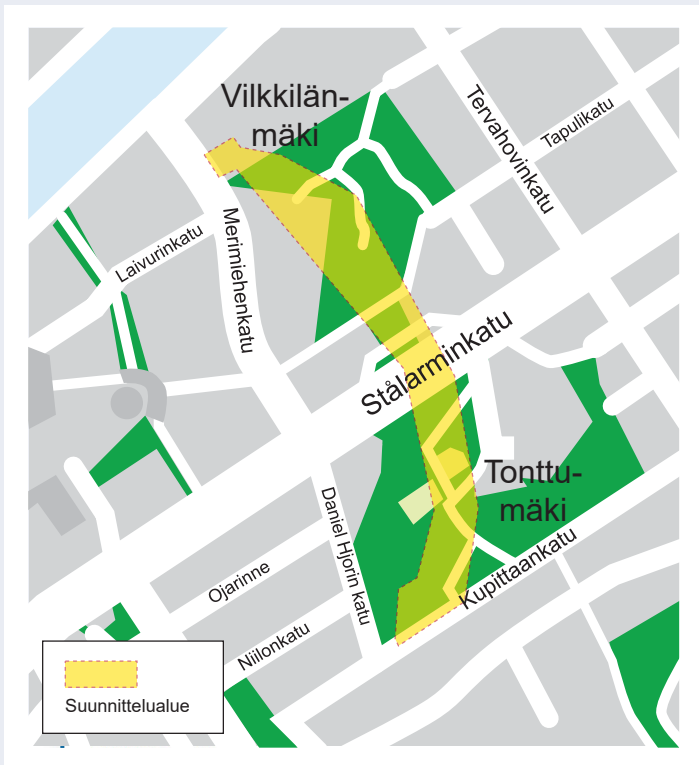 Vilkkilän-
mäki
Tervahovinkatu
Tapulikatu
Merimiehenkatu
Laivurinkatu
Stålarminkatu
Tonttu-
mäki
Daniel Hjorin katu
Kupittaankatu
Ojarinne
Niilonkatu
Suunnittelualue